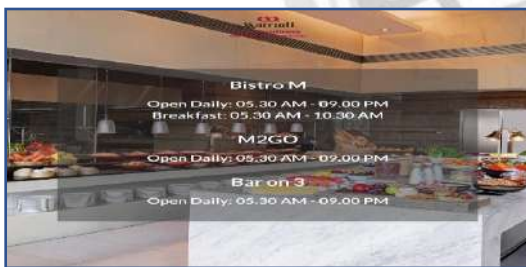 Marriott
Bistro M
Open Daily: 05.30 AM - 09.00 PM
Breakfast: 05.30 AM - 10.30 AM
M2GO
Open Daily: 05.30 AM - 09.00 PM
Bar on 3
Open Daily: 05.30 AM - 09.00 PM